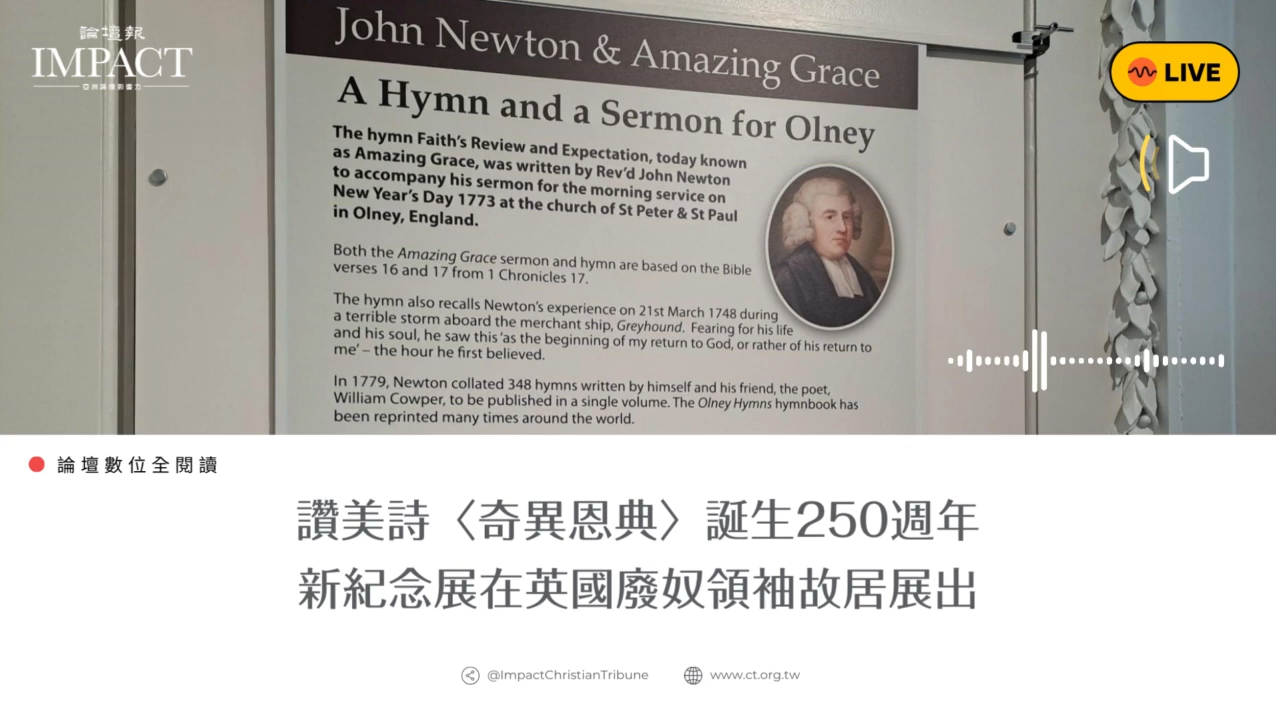 論壇報
IMPACT
亞洲論壇影響力
LIVE
John Newton & Amazing Grace
A Hymn and a Sermon for Olney
The hymn Faith's Review and Expectation, today known
as Amazing Grace, was written by Rev'd John Newton
to accompany his sermon for the morning service on
New Year's Day 1773 at the church of St Peter & St Paul
in Olney, England.
Both the Amazing Grace sermon and hymn are based on the Bible
verses 16 and 17 from 1 Chronicles 17.
The hymn also recalls Newton's experience on 21st March 1748 during
a terrible storm aboard the merchant ship, Greyhound. Fearing for his life
and his soul, he saw this 'as the beginning of my return to God, or rather of his return to
me' – the hour he first believed.
In 1779, Newton collated 348 hymns written by himself and his friend, the poet,
William Cowper, to be published in a single volume. The Olney Hymns hymnbook has
been reprinted many times around the world.
論壇數位全閱讀
讚美詩〈奇異恩典〉誕生250週年
新紀念展在英國廢奴領袖故居展出
@ImpactChristianTribune
www.ct.org.tw